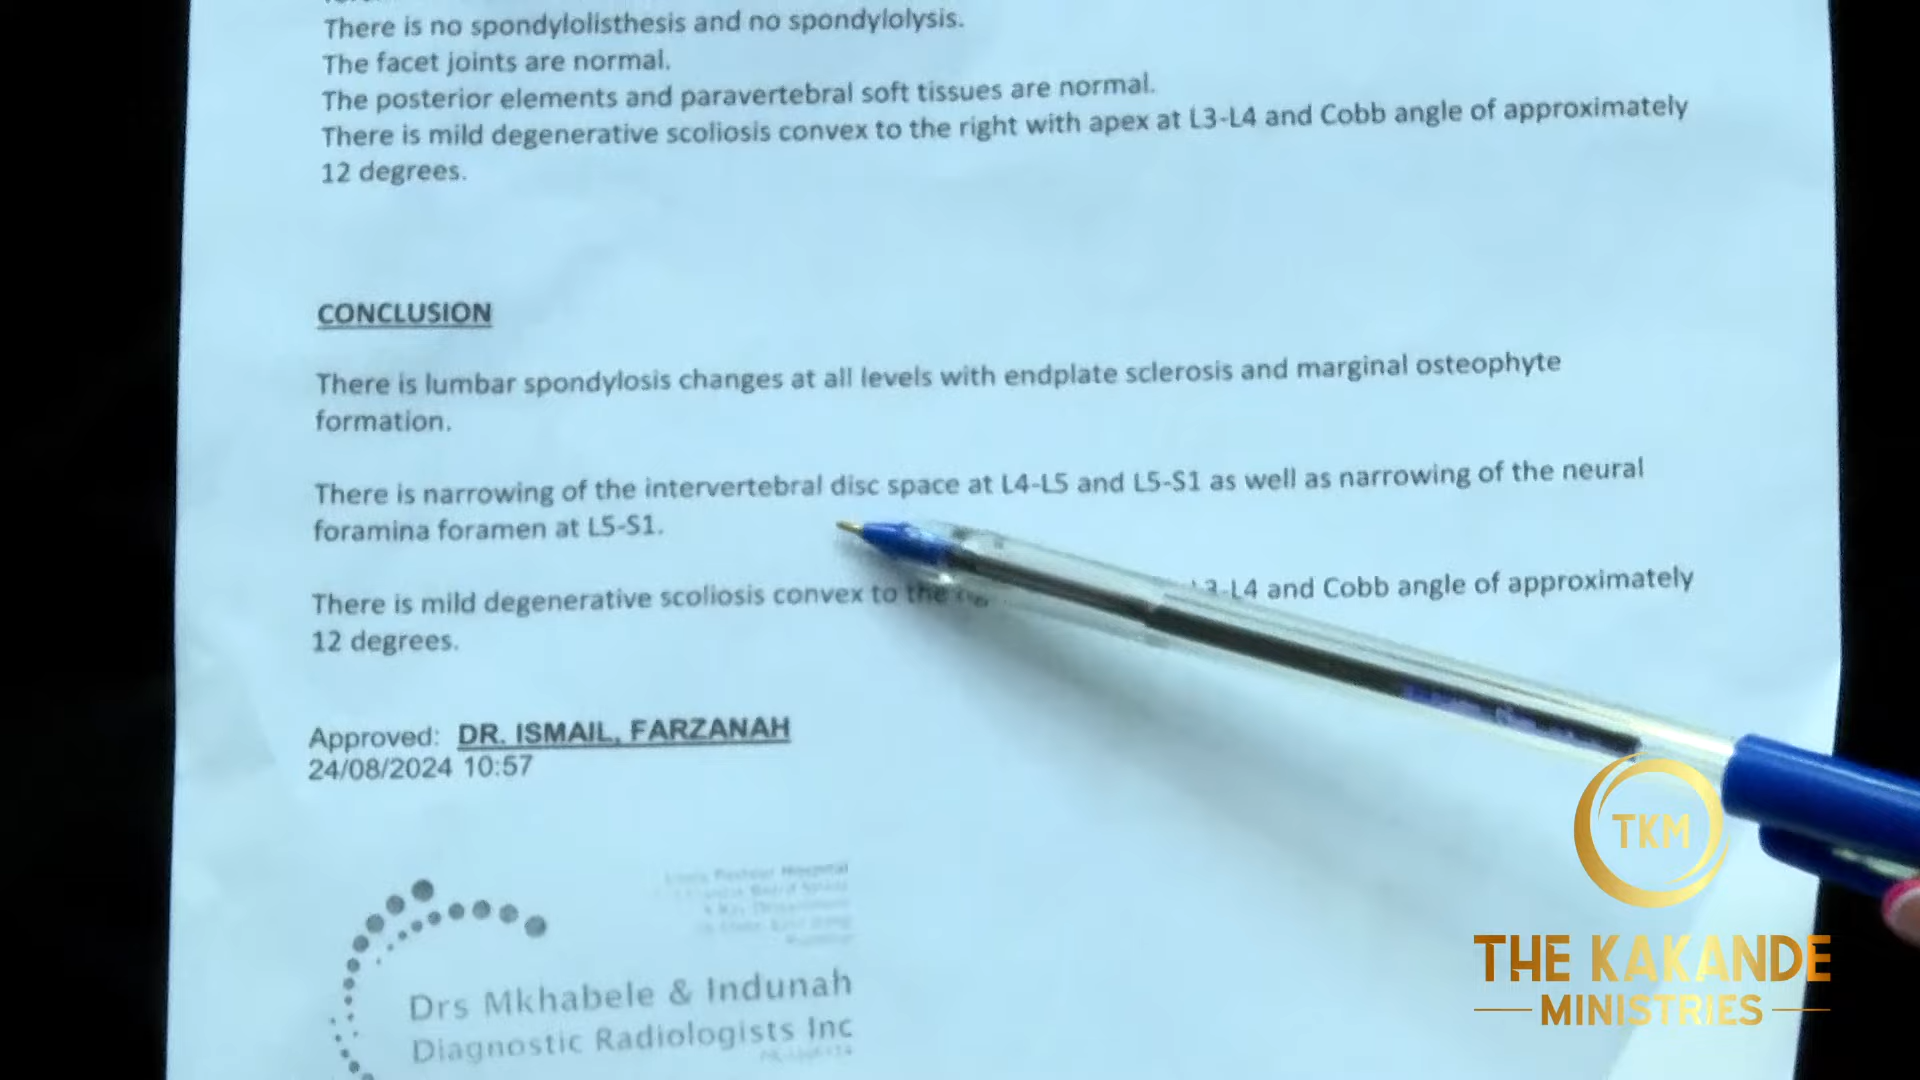 There is no spondylolisthesis and no spondylolysis.
The facet joints are normal.
The posterior elements and paravertebral soft tissues are normal.
There is mild degenerative scoliosis convex to the right with apex at L3-L4 and Cobb angle of approximately
12 degrees.
CONCLUSION
There is lumbar spondylosis changes at all levels with endplate sclerosis and marginal osteophyte
formation.
There is narrowing of the intervertebral disc space at L4-L5 and L5-S1 as well as narrowing of the neural
foramina foramen at L5-S1.
There is mild degenerative scoliosis convex to the 3-L4 and Cobb angle of approximately
12 degrees.
Approved: DR. ISMAIL, FARZANAH
24/08/2024 10:57
Hospital
Drs Mkhabele & Indunah
Diagnostic Radiologists Inc
TKM
THE KAKANDE
MINISTRIES